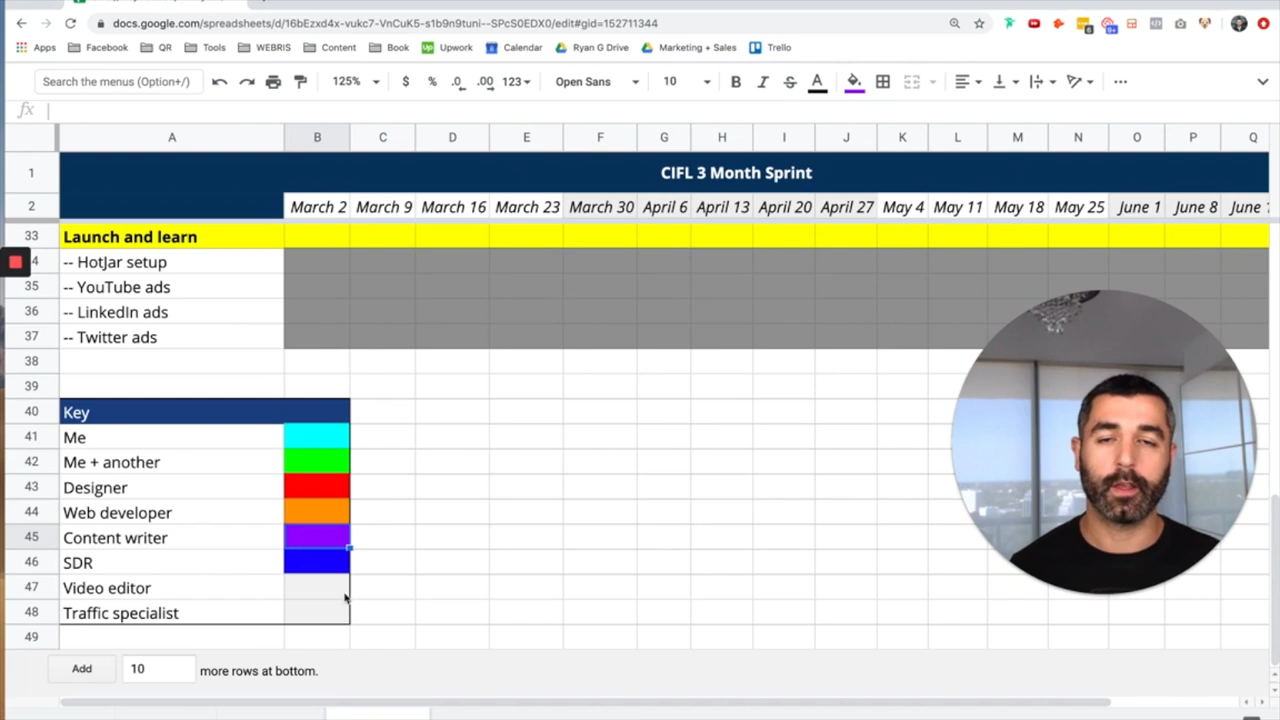 docs.google.com/spreadsheets/d/16bEzxd4x-vukc7-VnCuK5-s1b9n9tuni--SPcS0EDX0/edit#gid=152711344
6 9+
Apps Facebook QR Tools WEBRIS Content Book Up Upwork Calendar Ryan G Drive Marketing + Sales Trello
Search the menus (Option+/) 125% $ % .0 .00 123 Open Sans 10 B I S A
fx
A B C D E F G H I J K L M N O P Q
1 CIFL 3 Month Sprint
2 March 2 March 9 March 16 March 23 March 30 April 6 April 13 April 20 April 27 May 4 May 11 May 18 May 25 June 1 June 8 June
33 Launch and learn
4 -- HotJar setup
35 -- YouTube ads
36 -- LinkedIn ads
37 -- Twitter ads
38
39
40 Key
41 Me
42 Me + another
43 Designer
44 Web developer
45 Content writer
46 SDR
47 Video editor
48 Traffic specialist
49
Add 10 more rows at bottom.